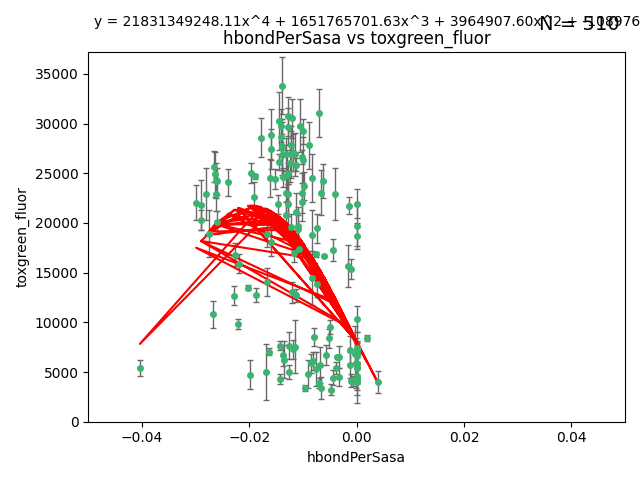 y = 21831349248.11x^4 + 1651765701.63x^3 + 3964907.60x^2 +
N = 510
hbondPerSasa vs toxgreen_fluor
35000
30000
25000
20000
15000
10000
5000
0
toxgreen_fluor
−0.04
−0.02
0.00
0.02
0.04
hbondPerSasa